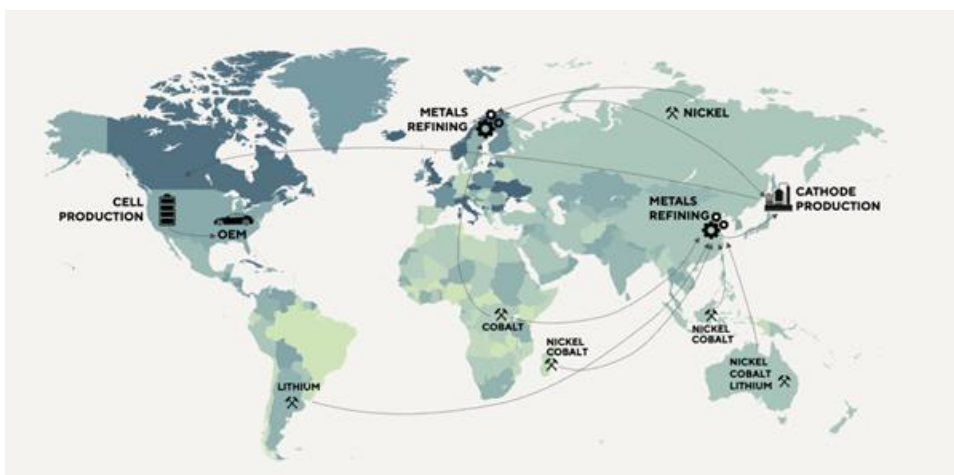 METALS
REFINING
NICKEL
CELL
PRODUCTION
OEM
METALS
REFINING
CATHODE
PRODUCTION
COBALT
NICKEL
COBALT
NICKEL
COBALT
NICKEL
COBALT
LITHIUM
LITHIUM